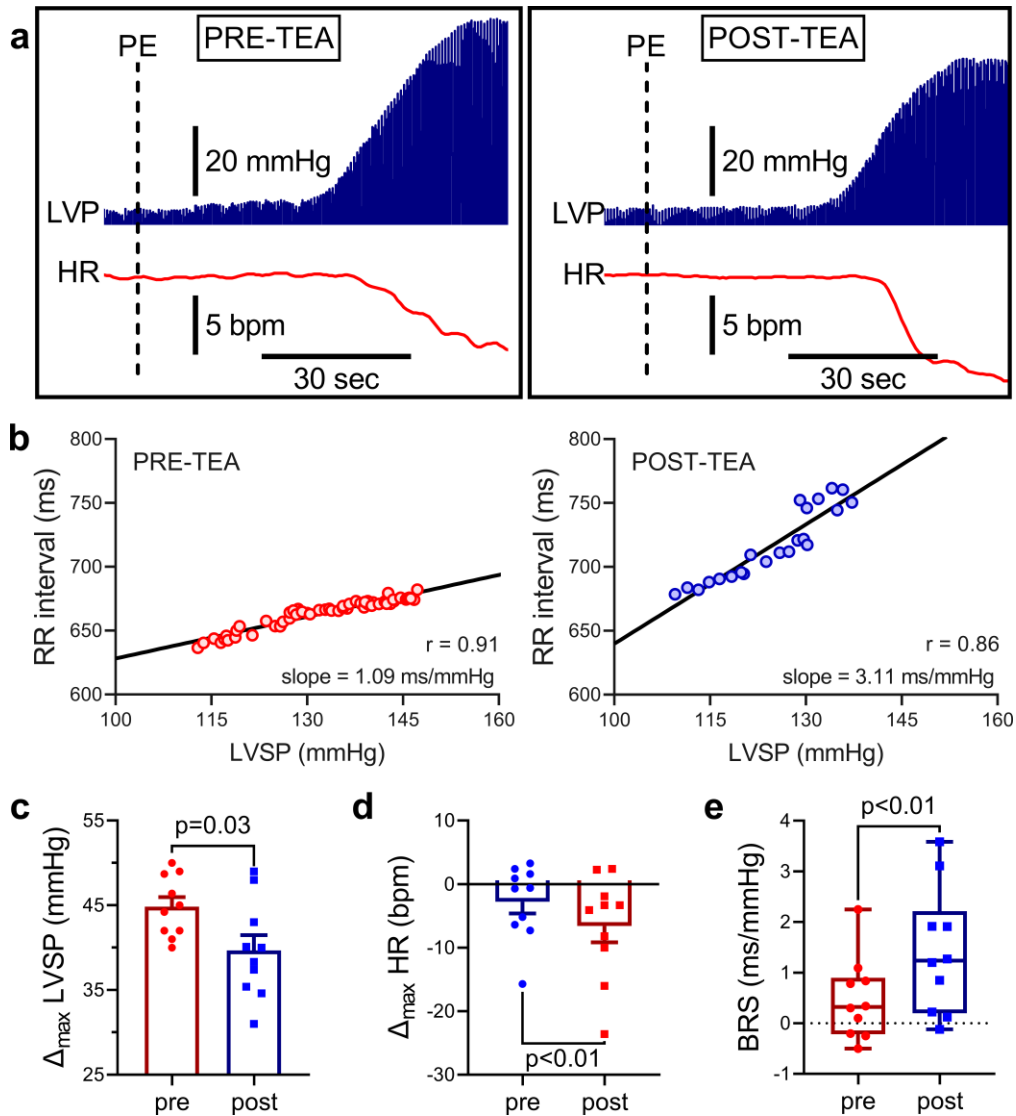 a
PE PRE-TEA
20 mmHg
LVP
HR
5 bpm
30 sec
PE POST-TEA
20 mmHg
LVP
HR
5 bpm
30 sec
b
PRE-TEA
RR interval (ms)
800
750
700
650
600
r = 0.91
slope = 1.09 ms/mmHg
100 115 130 145 160
LVSP (mmHg)
POST-TEA
RR interval (ms)
800
750
700
650
600
r = 0.86
slope = 3.11 ms/mmHg
100 115 130 145 160
LVSP (mmHg)
c
p=0.03
Δmax LVSP (mmHg)
55
45
35
25
pre post
d
Δmax HR (bpm)
10
0
-10
-20
-30
p<0.01
pre post
e
p<0.01
BRS (ms/mmHg)
4
3
2
1
0
-1
pre post